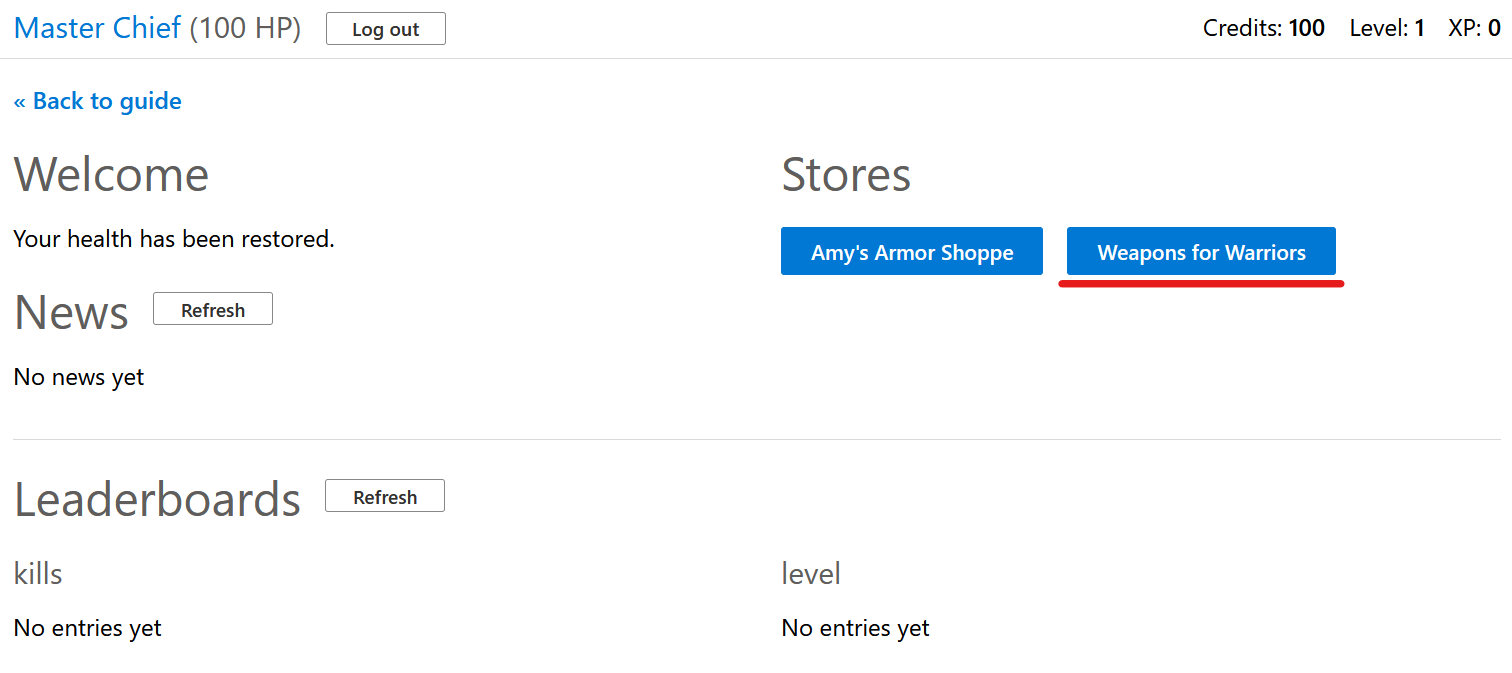 Master Chief (100 HP) Log out Credits: 100 Level: 1 XP: 0
« Back to guide
Welcome
Your health has been restored.
News Refresh
No news yet
Stores
Amy's Armor Shoppe Weapons for Warriors
Leaderboards Refresh
kills
No entries yet
level
No entries yet